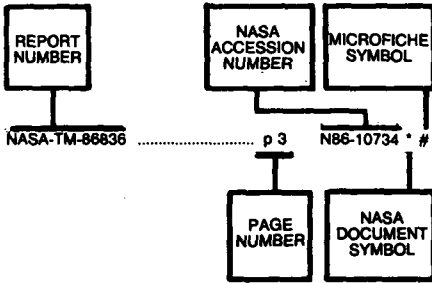 REPORT
NUMBER
NASA
ACCESSION
NUMBER
MICROFICHE
SYMBOL
NASA-TM-86836 .......................... p 3 N86-10734 * #
PAGE
NUMBER
NASA
DOCUMENT
SYMBOL